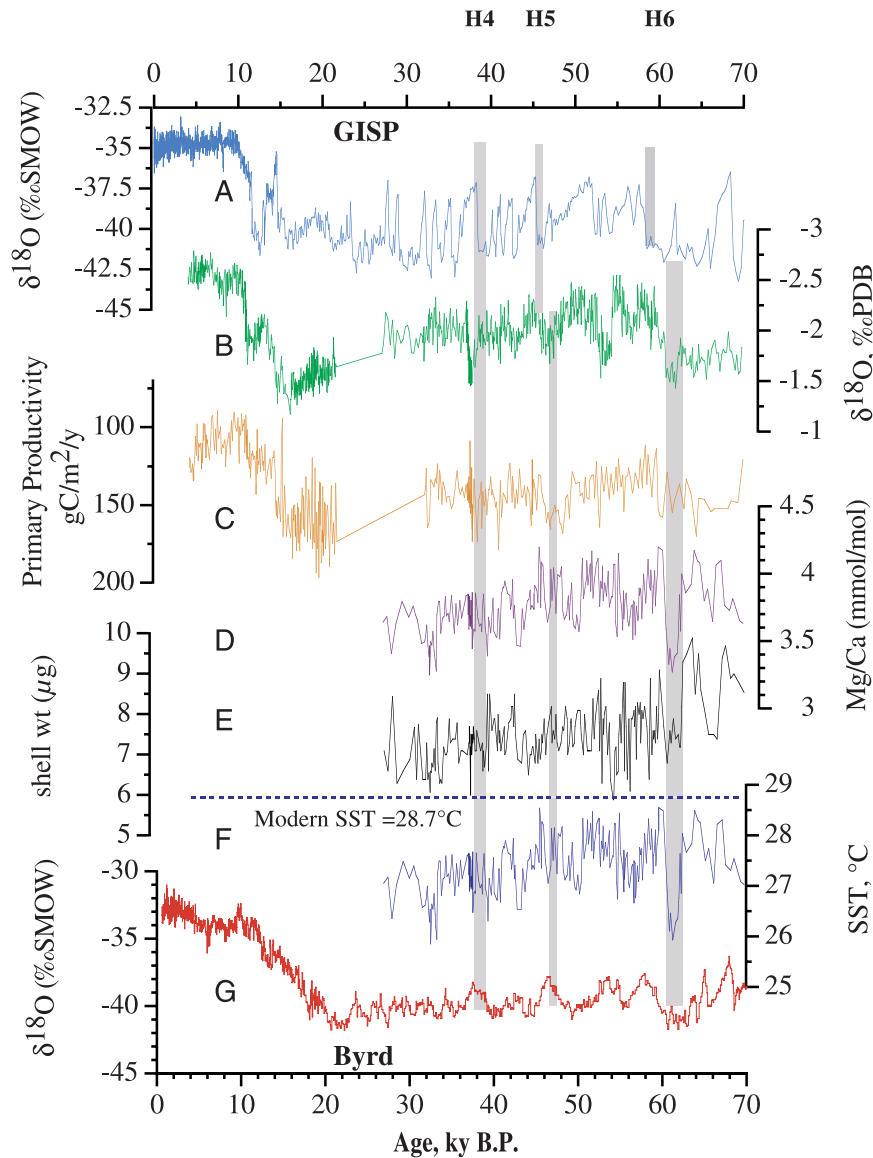 H4 H5 H6
0 10 20 30 40 50 60 70
GISP
δ18O (‰SMOW)
-32.5
-35
-37.5
-40
-42.5
-45
A
δ18O, ‰PDB
-3
-2.5
-2
-1.5
-1
B
Primary Productivity
gC/m2/y
100
150
200
C
Mg/Ca (mmol/mol)
4.5
4
3.5
3
D
shell wt (µg)
10
9
8
7
6
5
E
Modern SST =28.7°C
SST, °C
29
28
27
26
25
F
δ18O (‰SMOW)
-30
-35
-40
-45
G
Byrd
0 10 20 30 40 50 60 70
Age, ky B.P.